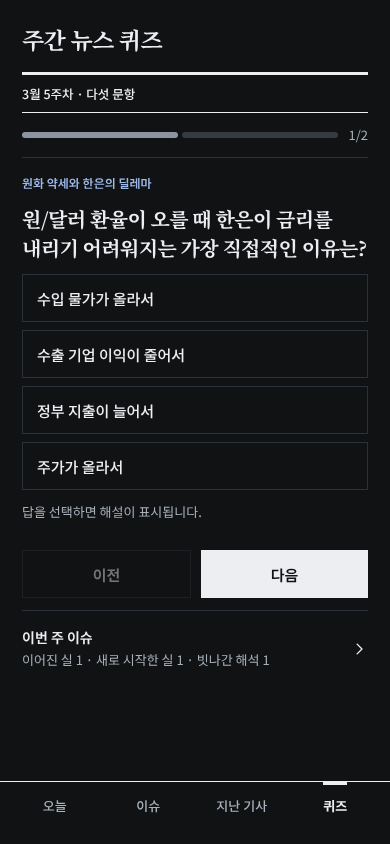 주간 뉴스 퀴즈
3월 5주차 · 다섯 문항
1/2
원화 약세와 한은의 딜레마
원/달러 환율이 오를 때 한은이 금리를
내리기 어려워지는 가장 직접적인 이유는?
수입 물가가 올라서
수출 기업 이익이 줄어서
정부 지출이 늘어서
주가가 올라서
답을 선택하면 해설이 표시됩니다.
이전 다음
이번 주 이슈
이어진 실 1 · 새로 시작한 실 1 · 빗나간 해석 1
오늘 이슈 지난 기사 퀴즈